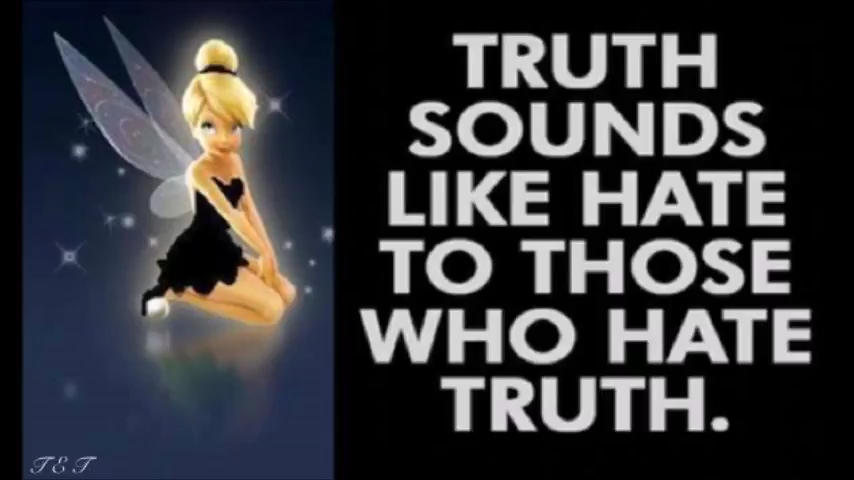 TRUTH
SOUNDS
LIKE HATE
TO THOSE
WHO HATE
TRUTH.
T&T